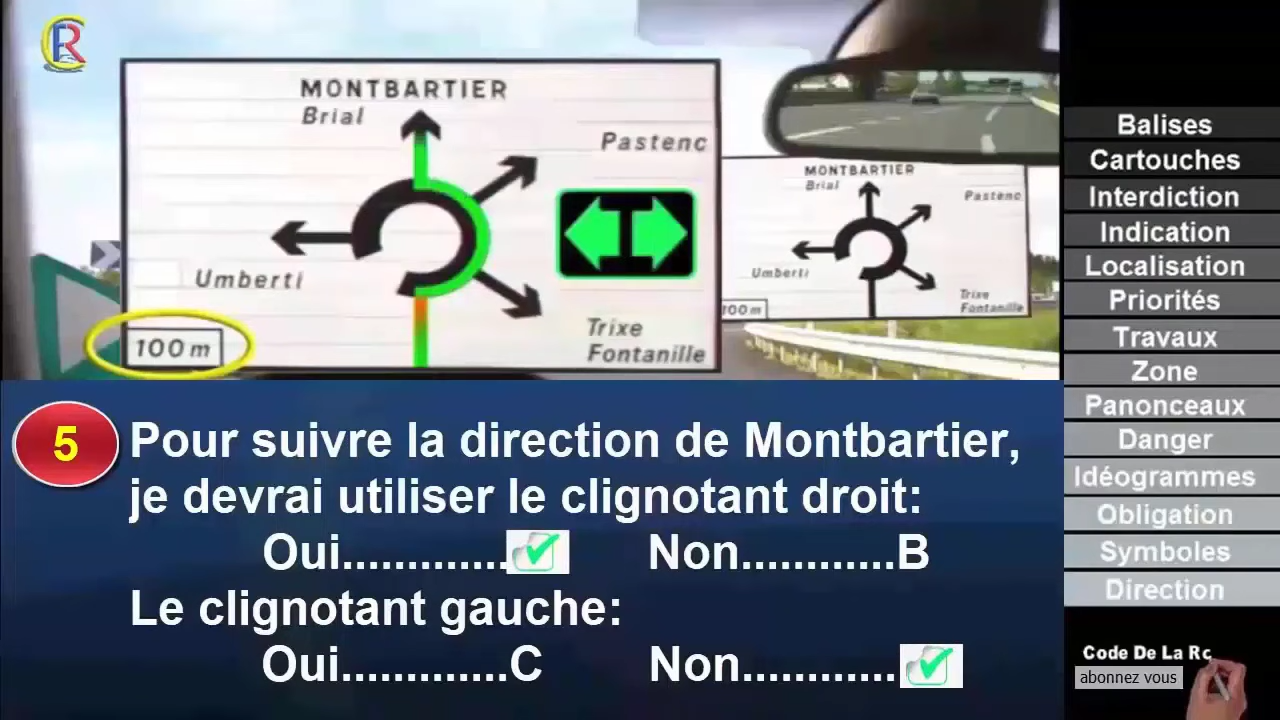 CFR
MONTBARTIER
Brial
Pastenc
Umberti
Trixe
Fontanille
100 m
MONTBARTIER
Brial
Pastenc
Umberti
Trixe
Fontanille
100 m
5
Pour suivre la direction de Montbartier,
je devrai utiliser le clignotant droit:
Oui............. Non............B
Le clignotant gauche:
Oui.............C Non............
Balises
Cartouches
Interdiction
Indication
Localisation
Priorités
Travaux
Zone
Panonceaux
Danger
Idéogrammes
Obligation
Symboles
Direction
Code De La Rc
abonnez vous